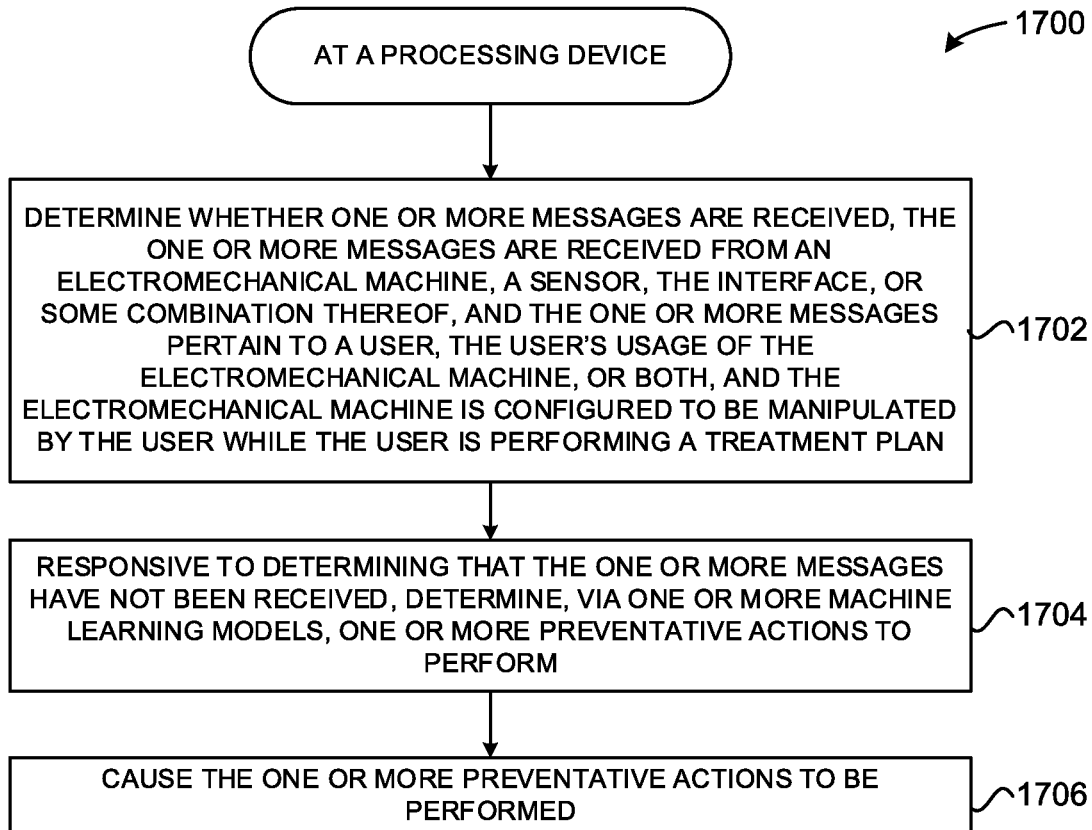 1700
AT A PROCESSING DEVICE
DETERMINE WHETHER ONE OR MORE MESSAGES ARE RECEIVED, THE
ONE OR MORE MESSAGES ARE RECEIVED FROM AN
ELECTROMECHANICAL MACHINE, A SENSOR, THE INTERFACE, OR
SOME COMBINATION THEREOF, AND THE ONE OR MORE MESSAGES
PERTAIN TO A USER, THE USER'S USAGE OF THE
ELECTROMECHANICAL MACHINE, OR BOTH, AND THE
ELECTROMECHANICAL MACHINE IS CONFIGURED TO BE MANIPULATED
BY THE USER WHILE THE USER IS PERFORMING A TREATMENT PLAN
1702
RESPONSIVE TO DETERMINING THAT THE ONE OR MORE MESSAGES
HAVE NOT BEEN RECEIVED, DETERMINE, VIA ONE OR MORE MACHINE
LEARNING MODELS, ONE OR MORE PREVENTATIVE ACTIONS TO
PERFORM
1704
CAUSE THE ONE OR MORE PREVENTATIVE ACTIONS TO BE
PERFORMED
1706